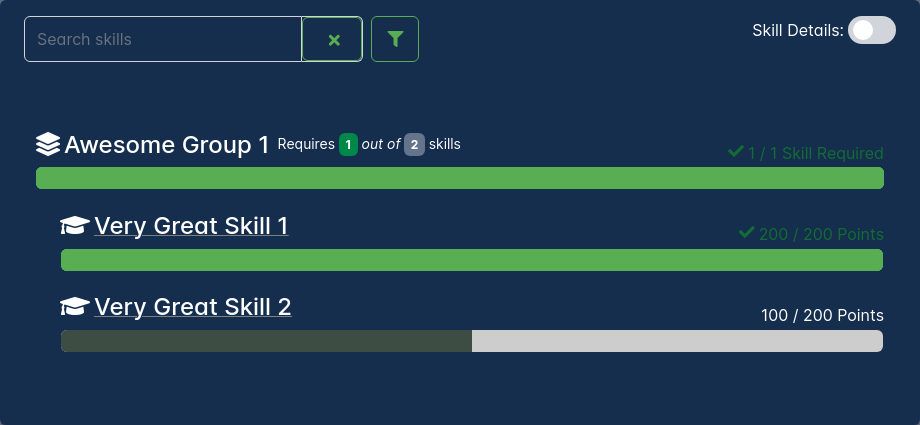 Search skills
Skill Details:
Awesome Group 1 Requires 1 out of 2 skills
1 / 1 Skill Required
Very Great Skill 1
200 / 200 Points
Very Great Skill 2
100 / 200 Points